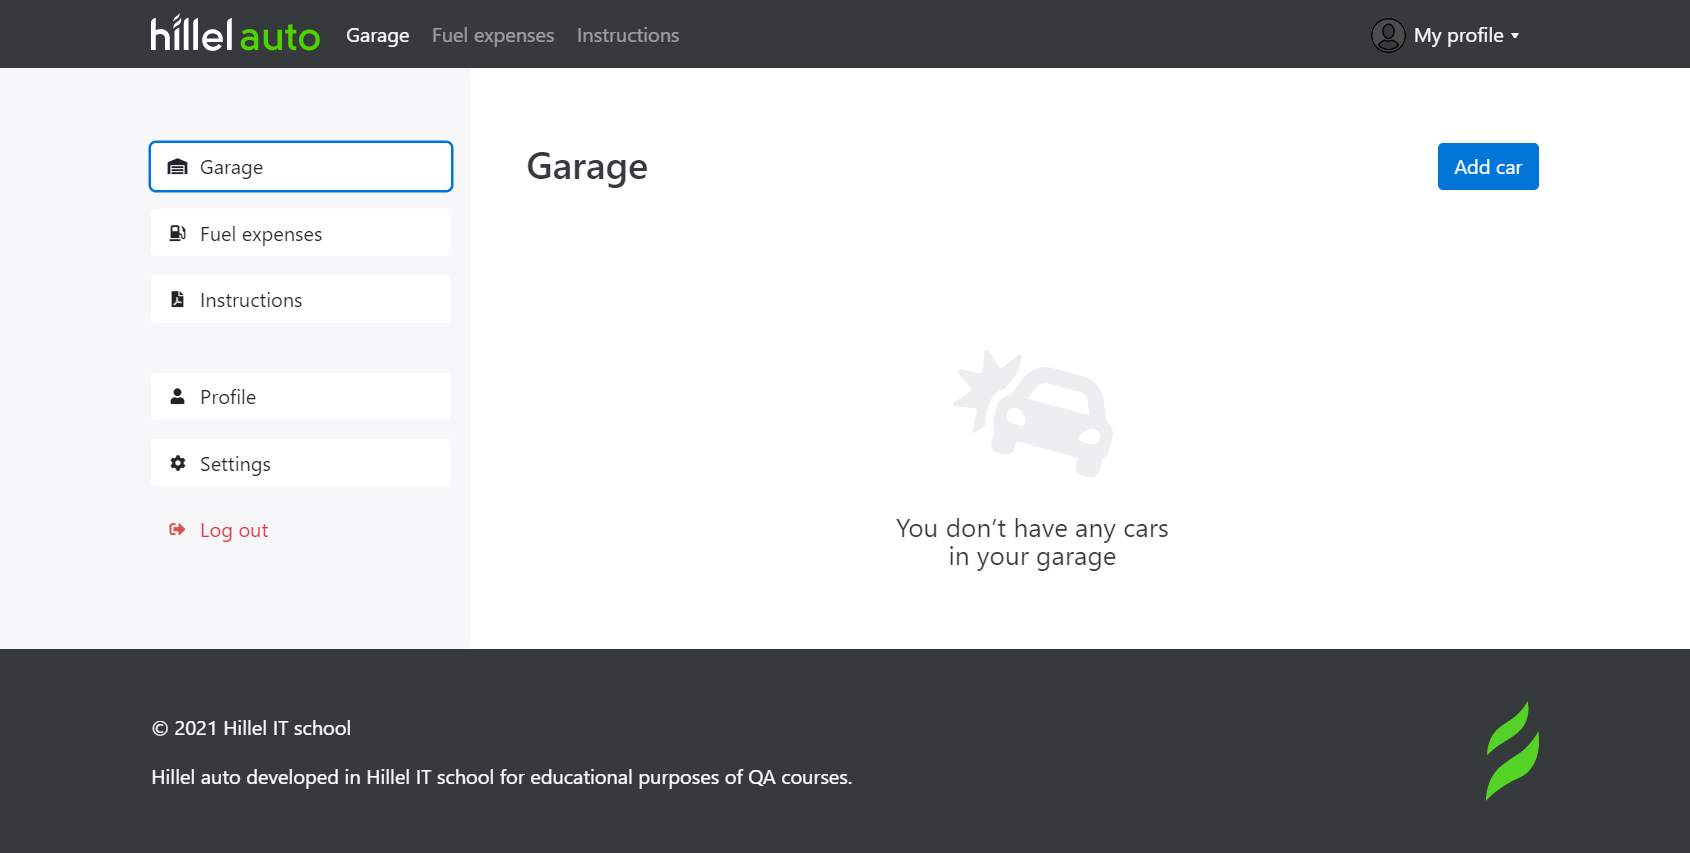 hillel auto Garage Fuel expenses Instructions My profile
Garage
Fuel expenses
Instructions
Profile
Settings
Log out
Garage
Add car
You don’t have any cars
in your garage
© 2021 Hillel IT school
Hillel auto developed in Hillel IT school for educational purposes of QA courses.